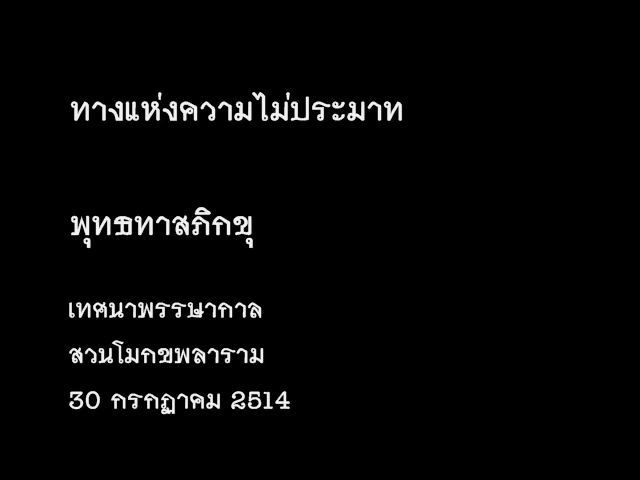 ทางแห่งความไม่ประมาท
พุทธทาสภิกขุ
เทศนาพรรษากาล
สวนโมกขพลาราม
30 กรกฎาคม 2514